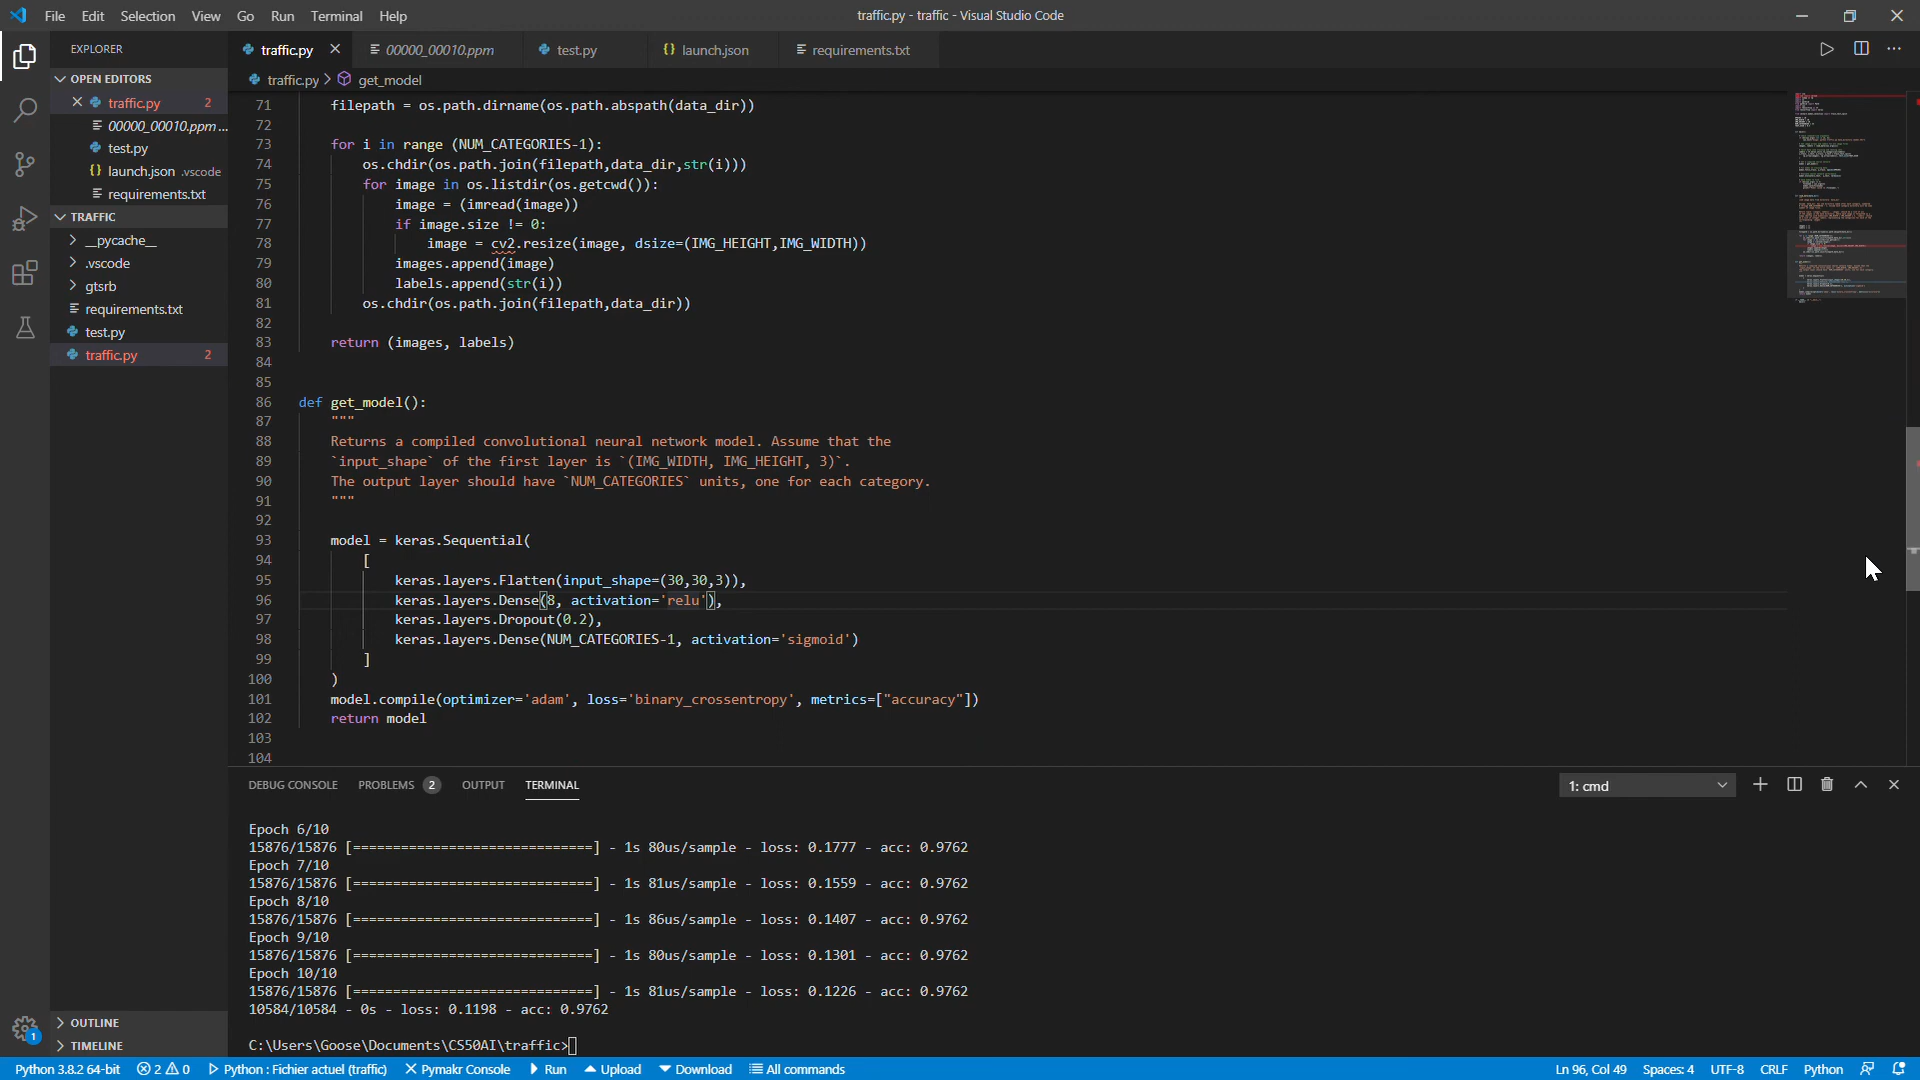 File Edit Selection View Go Run Terminal Help
traffic.py - traffic - Visual Studio Code
EXPLORER
OPEN EDITORS
traffic.py 2
00000_00010.ppm ...
test.py
launch.json .vscode
requirements.txt
TRAFFIC
__pycache__
.vscode
gtsrb
requirements.txt
test.py
traffic.py 2
OUTLINE
TIMELINE
traffic.py 00000_00010.ppm test.py launch.json requirements.txt
traffic.py > get_model
71 filepath = os.path.dirname(os.path.abspath(data_dir))
72
73 for i in range (NUM_CATEGORIES-1):
74 os.chdir(os.path.join(filepath,data_dir,str(i)))
75 for image in os.listdir(os.getcwd()):
76 image = (imread(image))
77 if image.size != 0:
78 image = cv2.resize(image, dsize=(IMG_HEIGHT,IMG_WIDTH))
79 images.append(image)
80 labels.append(str(i))
81 os.chdir(os.path.join(filepath,data_dir))
82
83 return (images, labels)
84
85
86 def get_model():
87 """
88 Returns a compiled convolutional neural network model. Assume that the
89 `input_shape` of the first layer is `(IMG_WIDTH, IMG_HEIGHT, 3)`.
90 The output layer should have `NUM_CATEGORIES` units, one for each category.
91 """
92
93 model = keras.Sequential(
94 [
95 keras.layers.Flatten(input_shape=(30,30,3)),
96 keras.layers.Dense(8, activation='relu'),
97 keras.layers.Dropout(0.2),
98 keras.layers.Dense(NUM_CATEGORIES-1, activation='sigmoid')
99 ]
100 )
101 model.compile(optimizer='adam', loss='binary_crossentropy', metrics=["accuracy"])
102 return model
103
104
DEBUG CONSOLE PROBLEMS 2 OUTPUT TERMINAL
1: cmd
Epoch 6/10
15876/15876 [==============================] - 1s 80us/sample - loss: 0.1777 - acc: 0.9762
Epoch 7/10
15876/15876 [==============================] - 1s 81us/sample - loss: 0.1559 - acc: 0.9762
Epoch 8/10
15876/15876 [==============================] - 1s 86us/sample - loss: 0.1407 - acc: 0.9762
Epoch 9/10
15876/15876 [==============================] - 1s 80us/sample - loss: 0.1301 - acc: 0.9762
Epoch 10/10
15876/15876 [==============================] - 1s 81us/sample - loss: 0.1226 - acc: 0.9762
10584/10584 - 0s - loss: 0.1198 - acc: 0.9762
C:\Users\Goose\Documents\CS50AI\traffic>
1
Python 3.8.2 64-bit 2 0 Python : Fichier actuel (traffic) Pymakr Console Run Upload Download All commands Ln 96, Col 49 Spaces: 4 UTF-8 CRLF Python